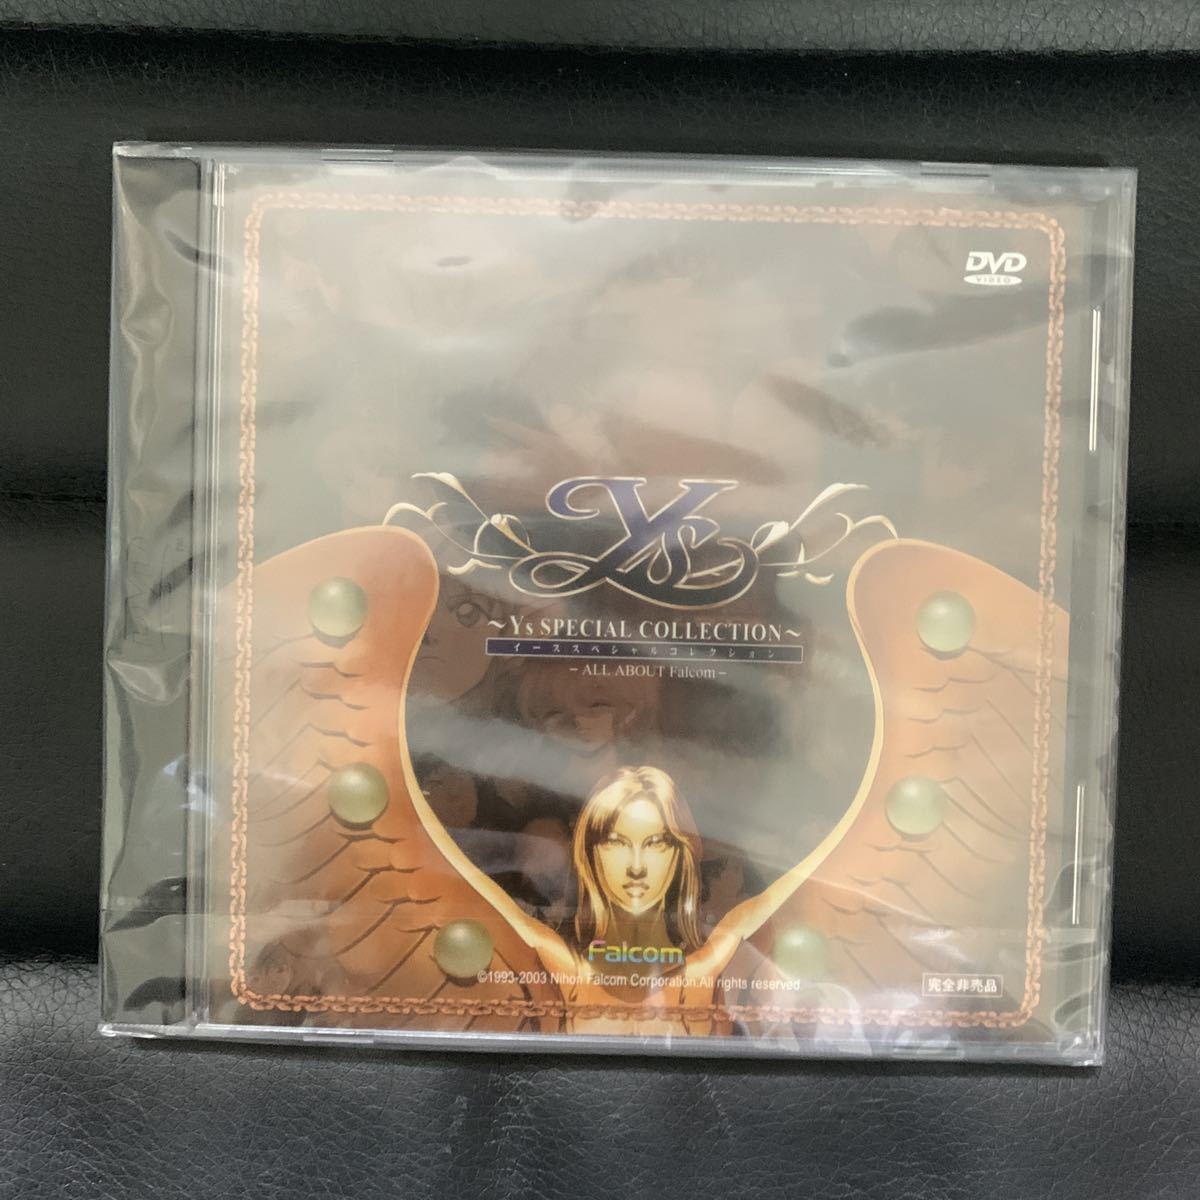 DVD
VIDEO
Ys
～Ys SPECIAL COLLECTION～
イーススペシャルコレクション
－ALL ABOUT Falcom－
Falcom
©1993-2003 Nihon Falcom Corporation.All rights reserved.
完全非売品